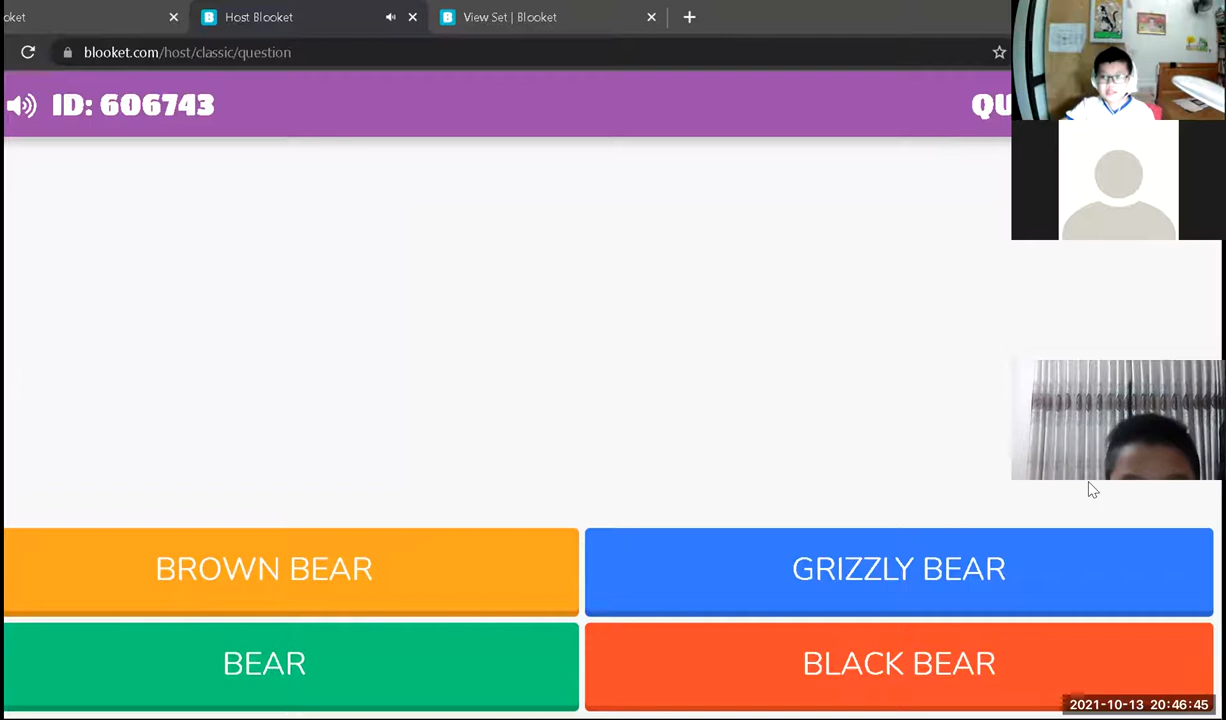 ocket
Host Blooket
View Set | Blooket
blooket.com/host/classic/question
ID: 606743
QU
BROWN BEAR
GRIZZLY BEAR
BEAR
BLACK BEAR
2021-10-13 20:46:45